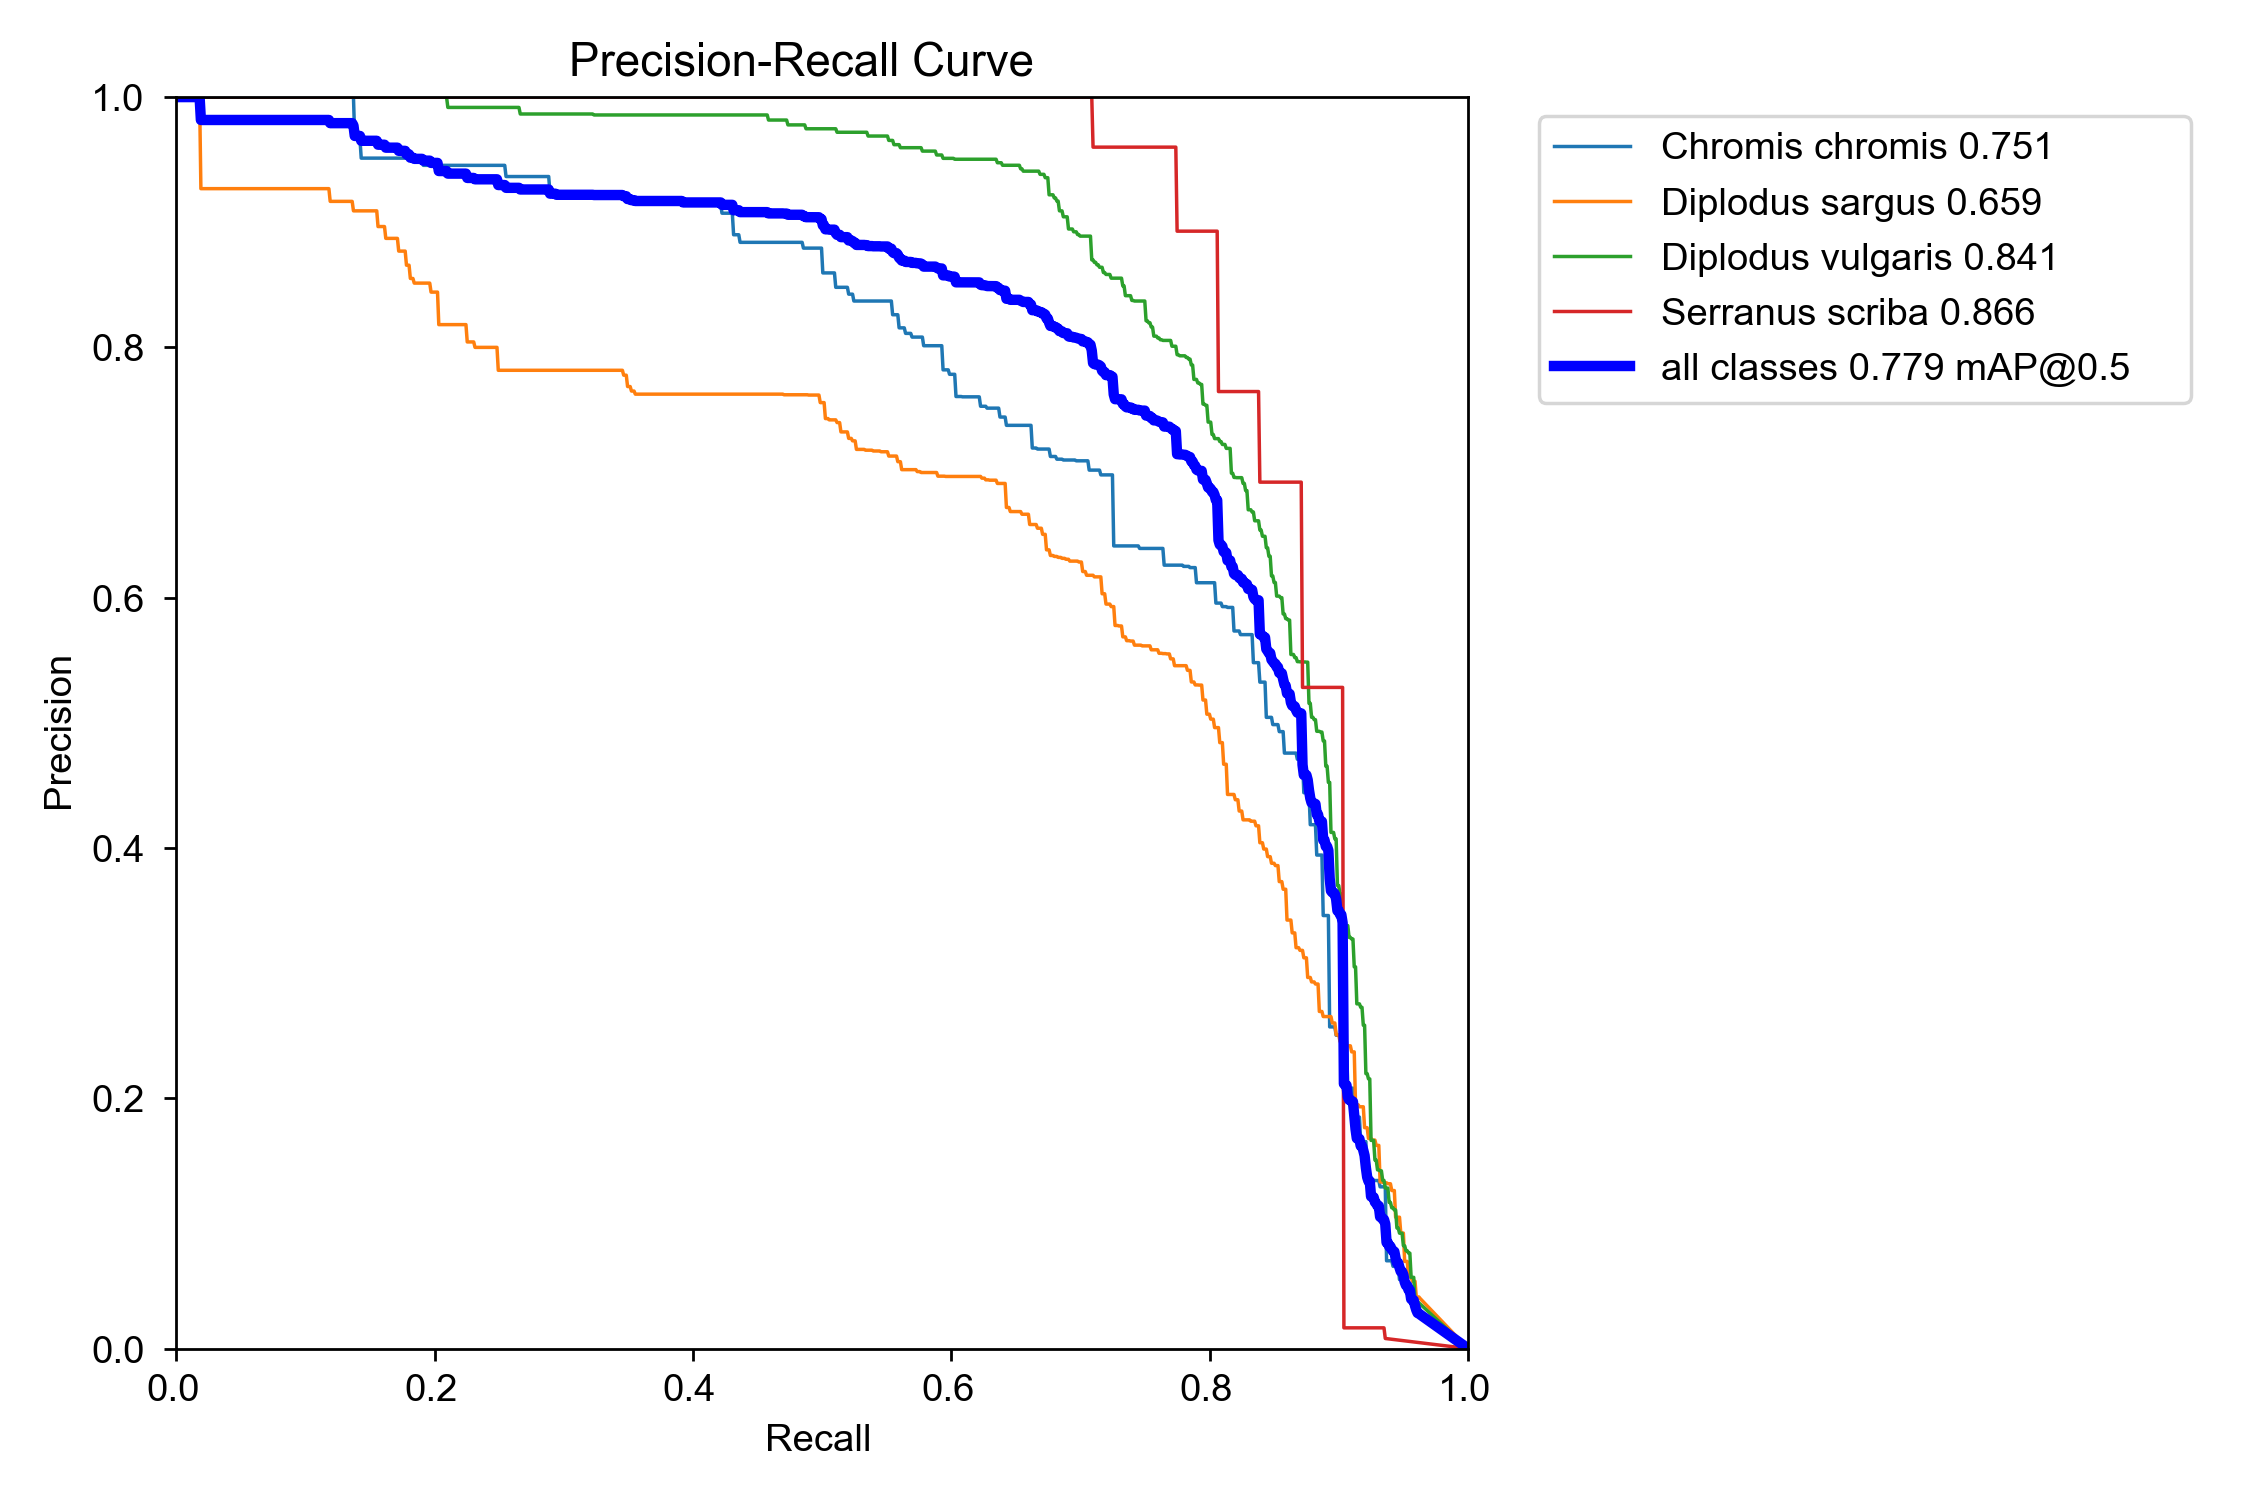 Precision-Recall Curve
1.0
0.8
0.6
0.4
0.2
0.0
Precision
0.0 0.2 0.4 0.6 0.8 1.0
Recall
Chromis chromis 0.751
Diplodus sargus 0.659
Diplodus vulgaris 0.841
Serranus scriba 0.866
all classes 0.779 mAP@0.5